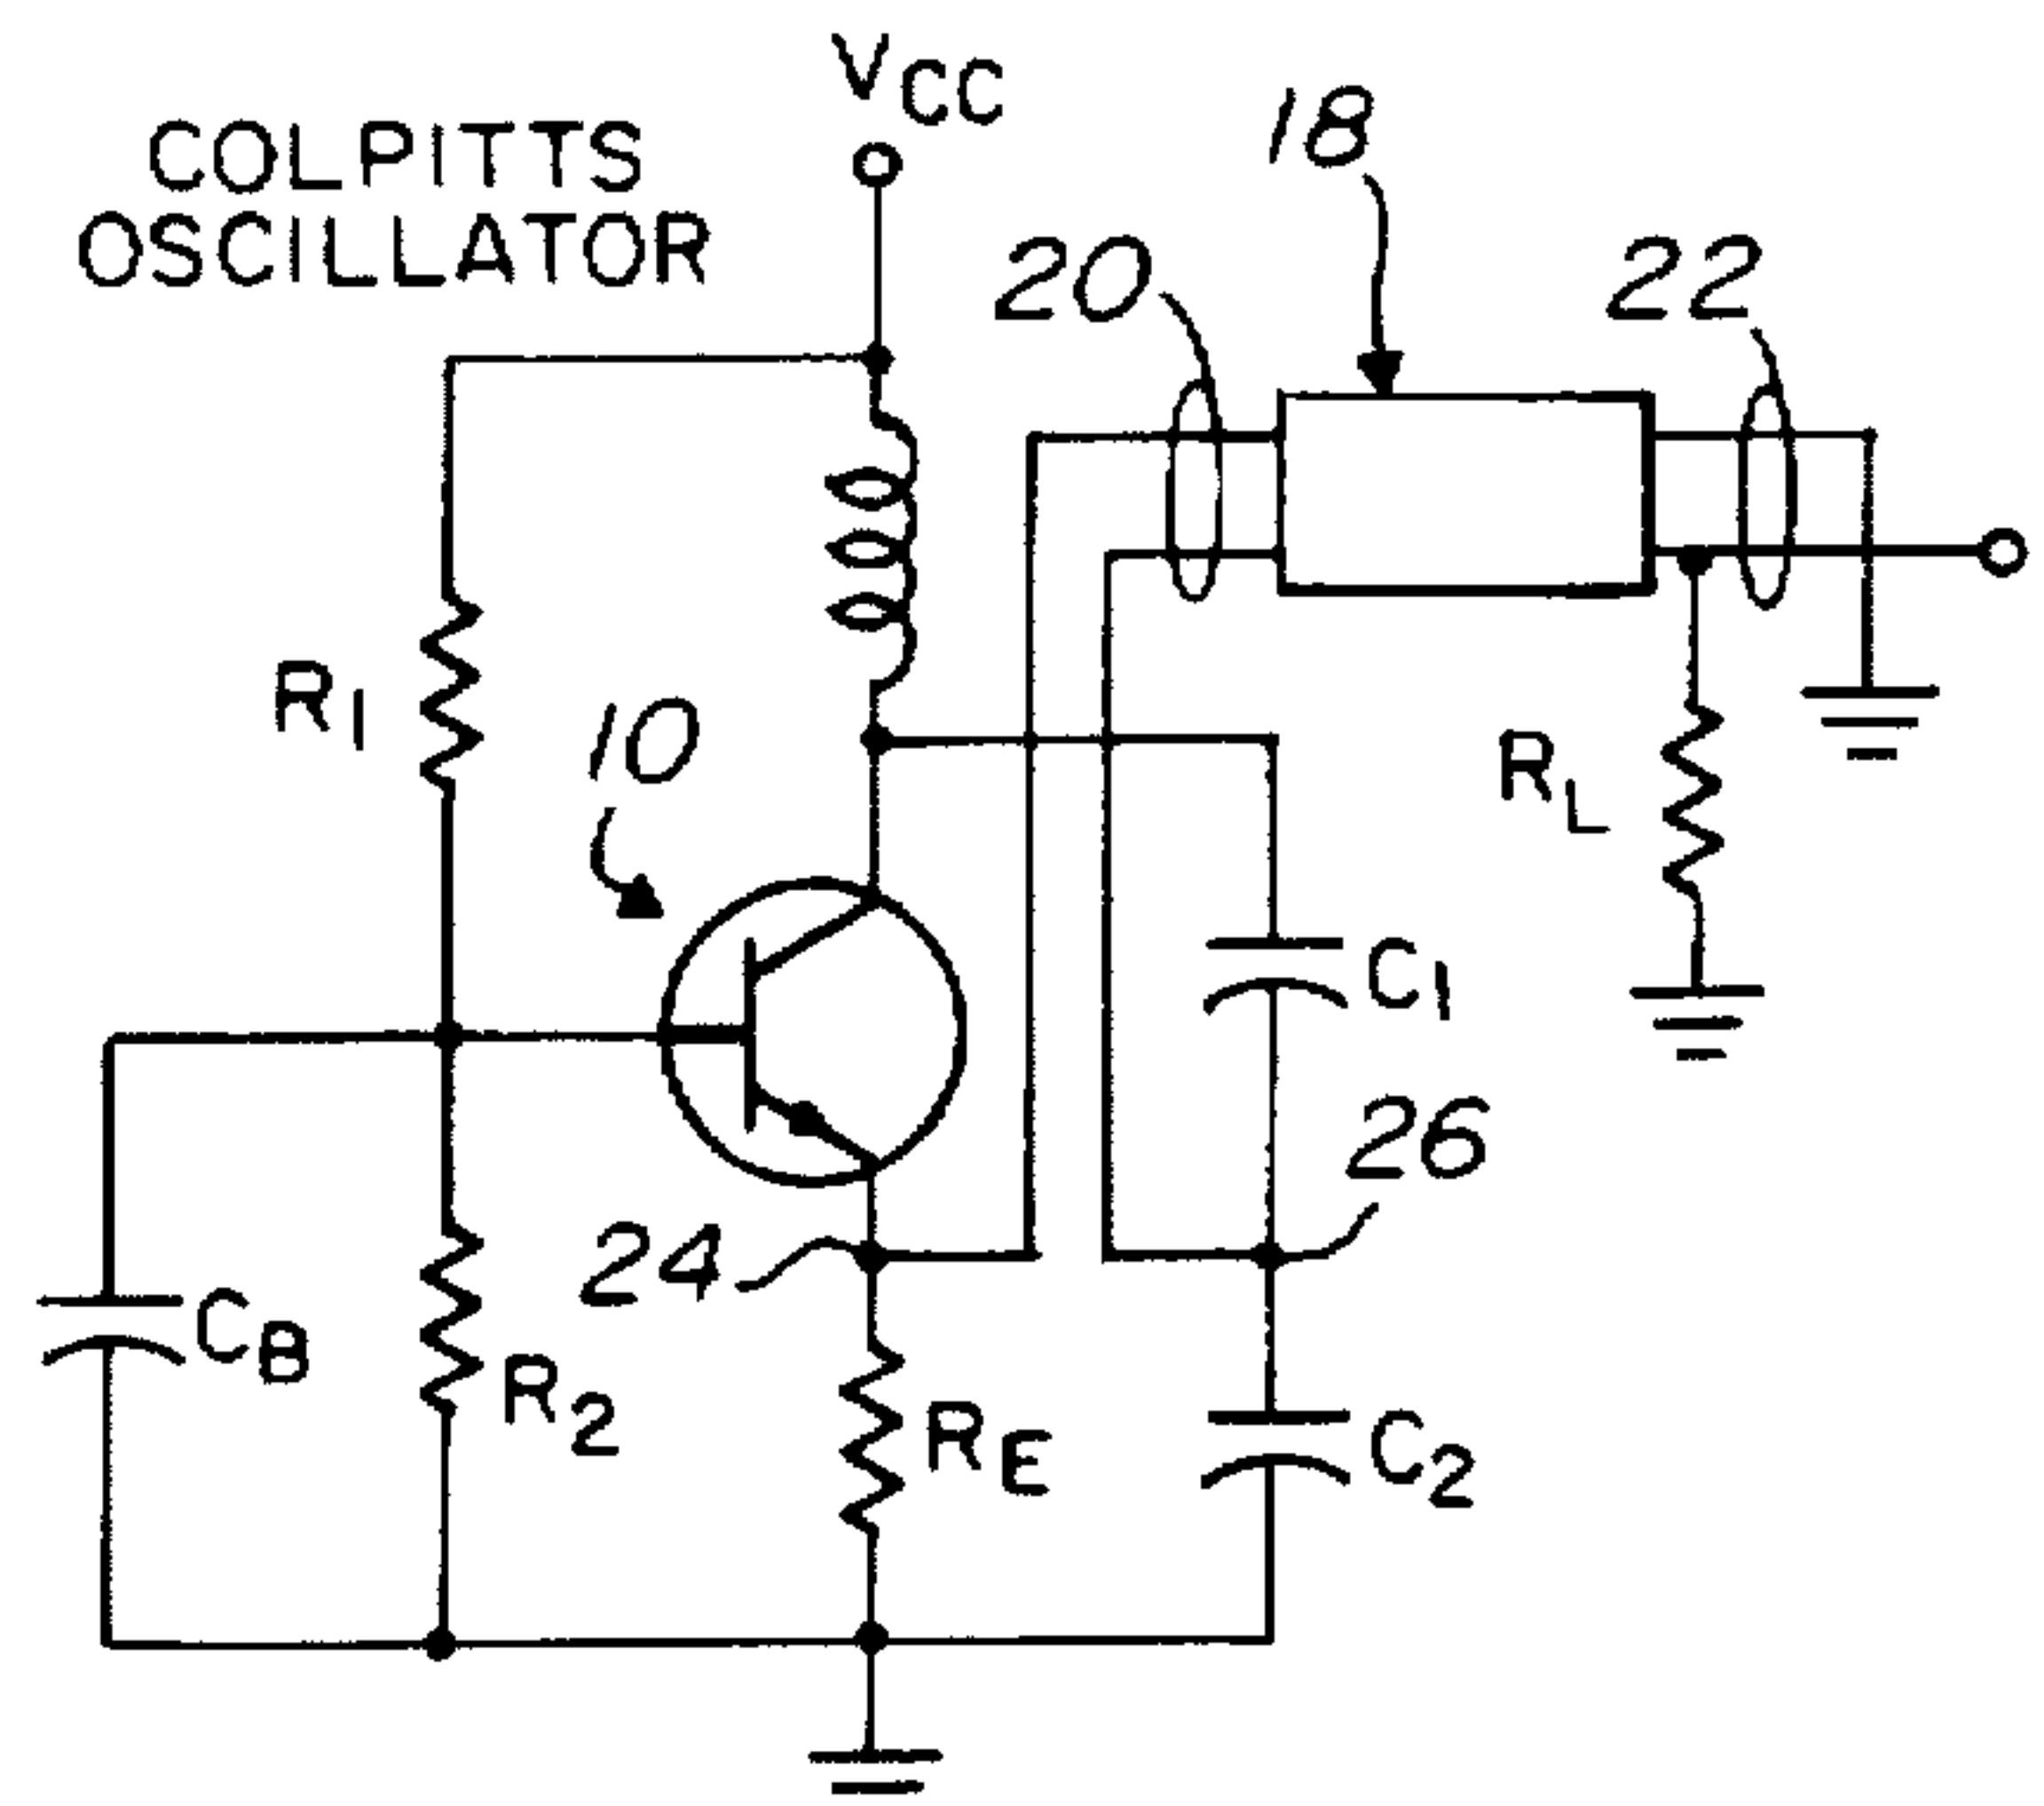 COLPITTS
OSCILLATOR
VCC
18
20
22
R1
10
RL
C1
26
24
CB
R2
RE
C2